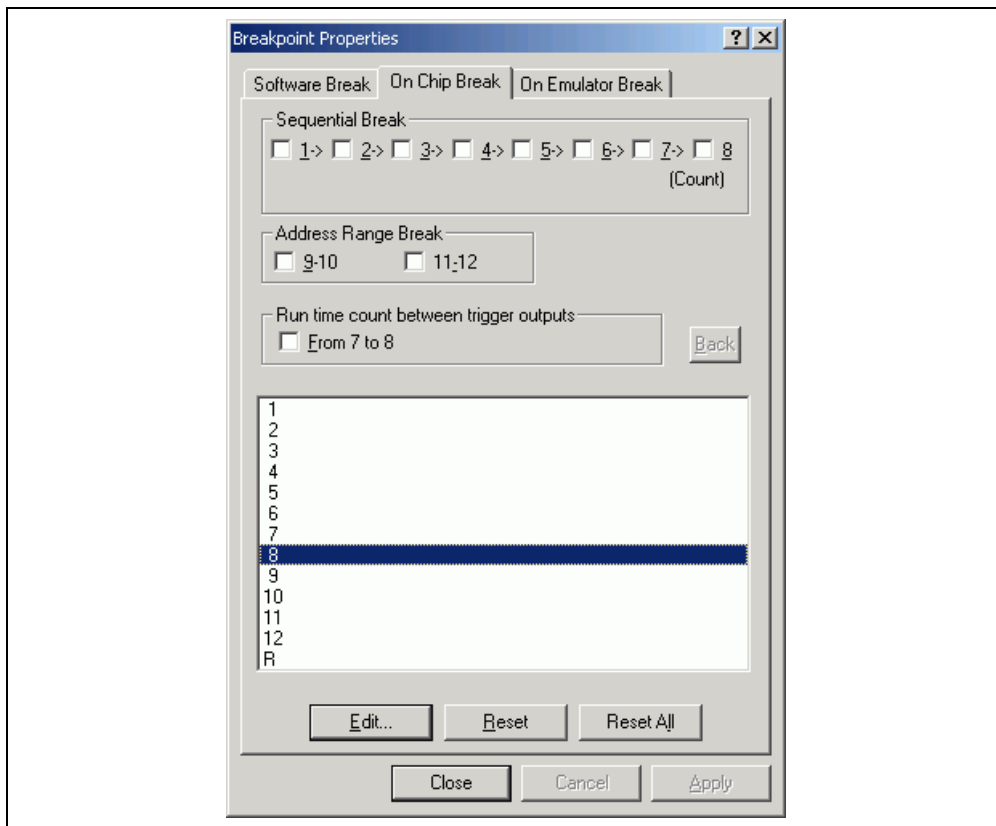 Breakpoint Properties
Software Break On Chip Break On Emulator Break
Sequential Break
1-> 2-> 3-> 4-> 5-> 6-> 7-> 8
(Count)
Address Range Break
9-10 11-12
Run time count between trigger outputs
From 7 to 8
Back
1
2
3
4
5
6
7
8
9
10
11
12
R
Edit... Reset Reset All
Close Cancel Apply